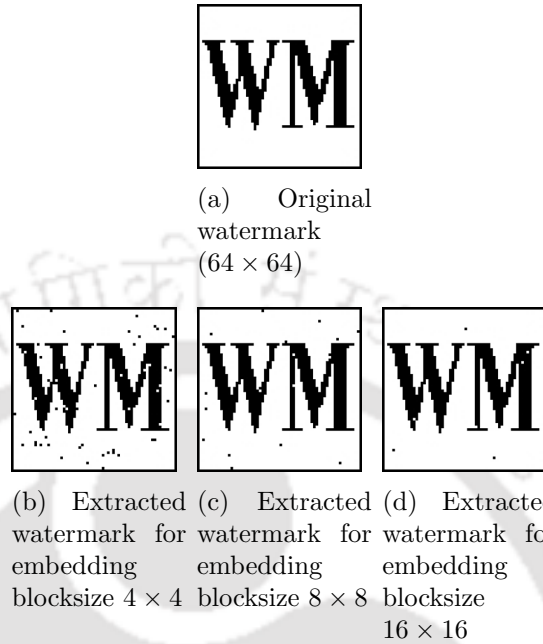 WM
(a) Original
watermark
(64 × 64)
WM WM WM
(b) Extracted (c) Extracted (d) Extracte
watermark for watermark for watermark fo
embedding embedding embedding
blocksize 4 × 4 blocksize 8 × 8 blocksize
16 × 16